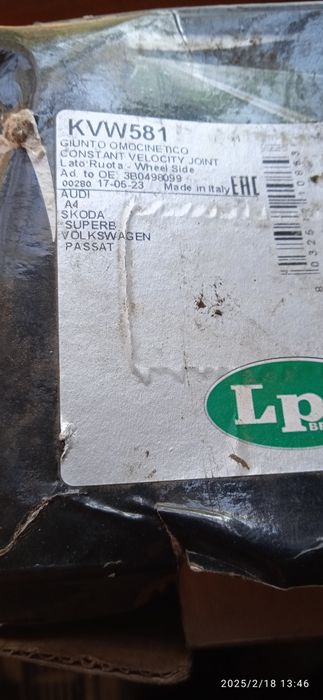 KVW581
GIUNTO OMOCINETICO
CONSTANT VELOCITY JOINT
Lato Ruota - Wheel Side
Ad. to OE: 3B0498099
00280 17-05-23 Made in Italy EAC
AUDI
A4
SKODA
SUPERB
VOLKSWAGEN
PASSAT
Lp
2025/2/18 13:46